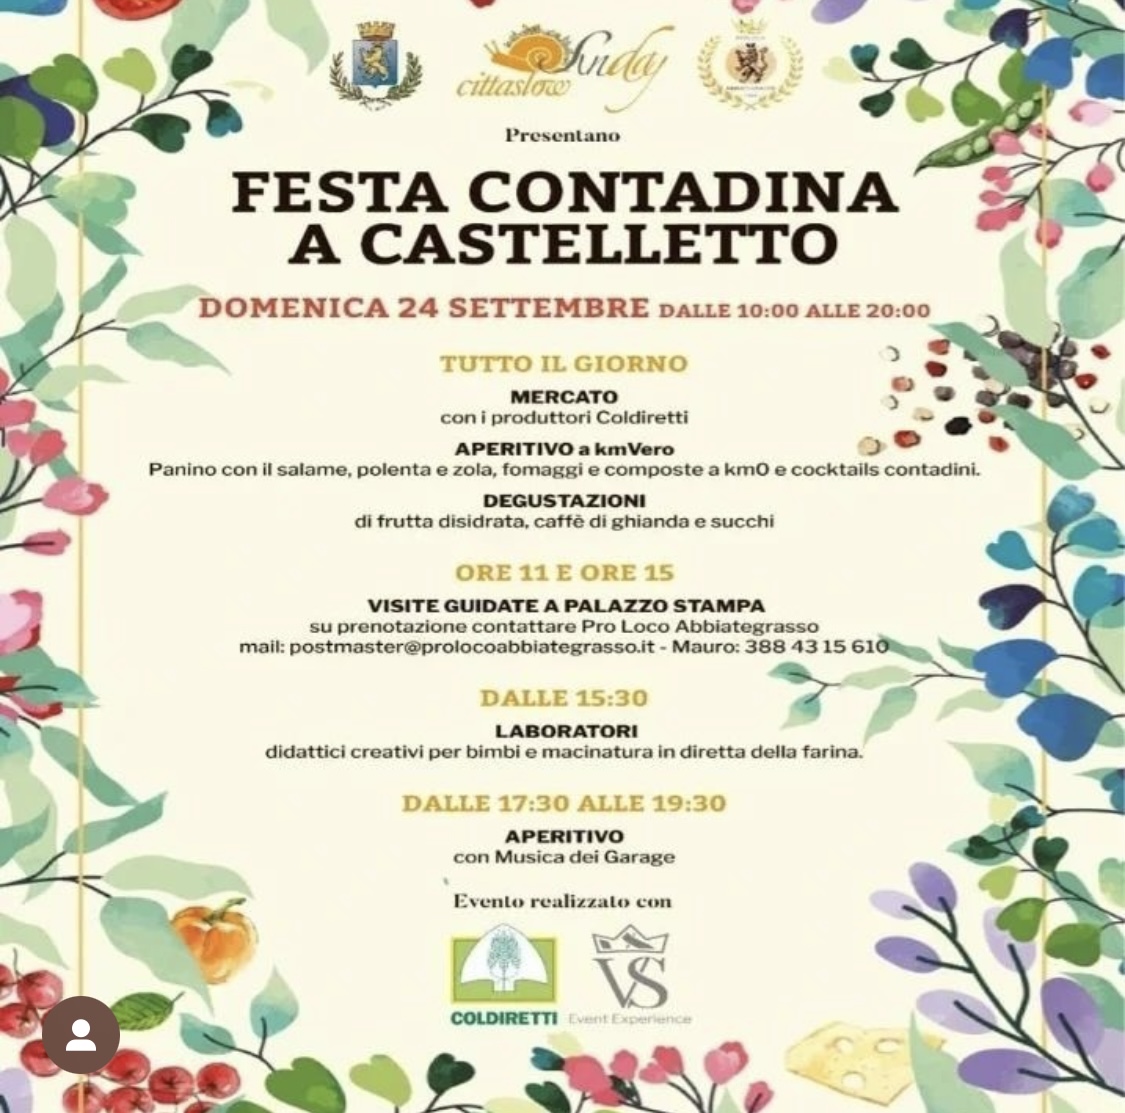 cittaslow Sunday
Presentano
FESTA CONTADINA
A CASTELLETTO
DOMENICA 24 SETTEMBRE DALLE 10:00 ALLE 20:00
TUTTO IL GIORNO
MERCATO
con i produttori Coldiretti
APERITIVO a kmVero
Panino con il salame, polenta e zola, fomaggi e composte a km0 e cocktails contadini.
DEGUSTAZIONI
di frutta disidrata, caffè di ghianda e succhi
ORE 11 E ORE 15
VISITE GUIDATE A PALAZZO STAMPA
su prenotazione contattare Pro Loco Abbiategrasso
mail: postmaster@prolocoabbiategrasso.it - Mauro: 388 43 15 610
DALLE 15:30
LABORATORI
didattici creativi per bimbi e macinatura in diretta della farina.
DALLE 17:30 ALLE 19:30
APERITIVO
con Musica dei Garage
Evento realizzato con
VS
COLDIRETTI Event Experience